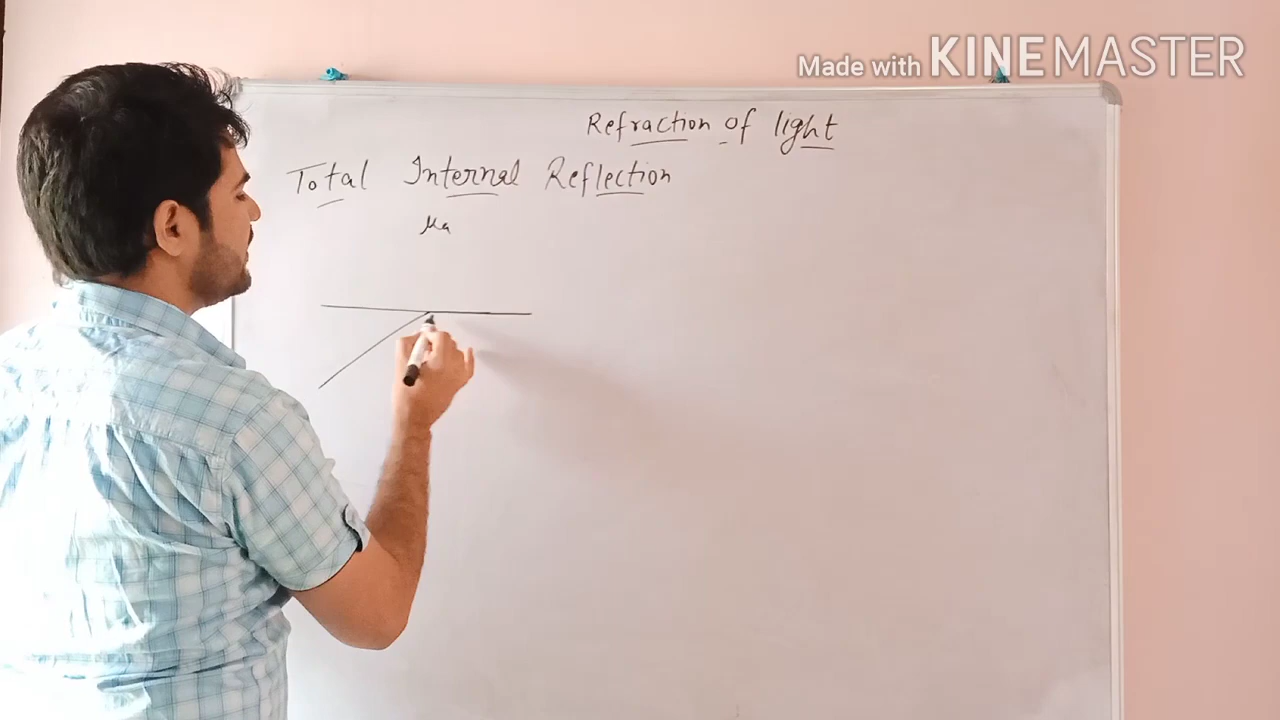 Made with KINEMASTER
Refraction of light
Total Internal Reflection
μa